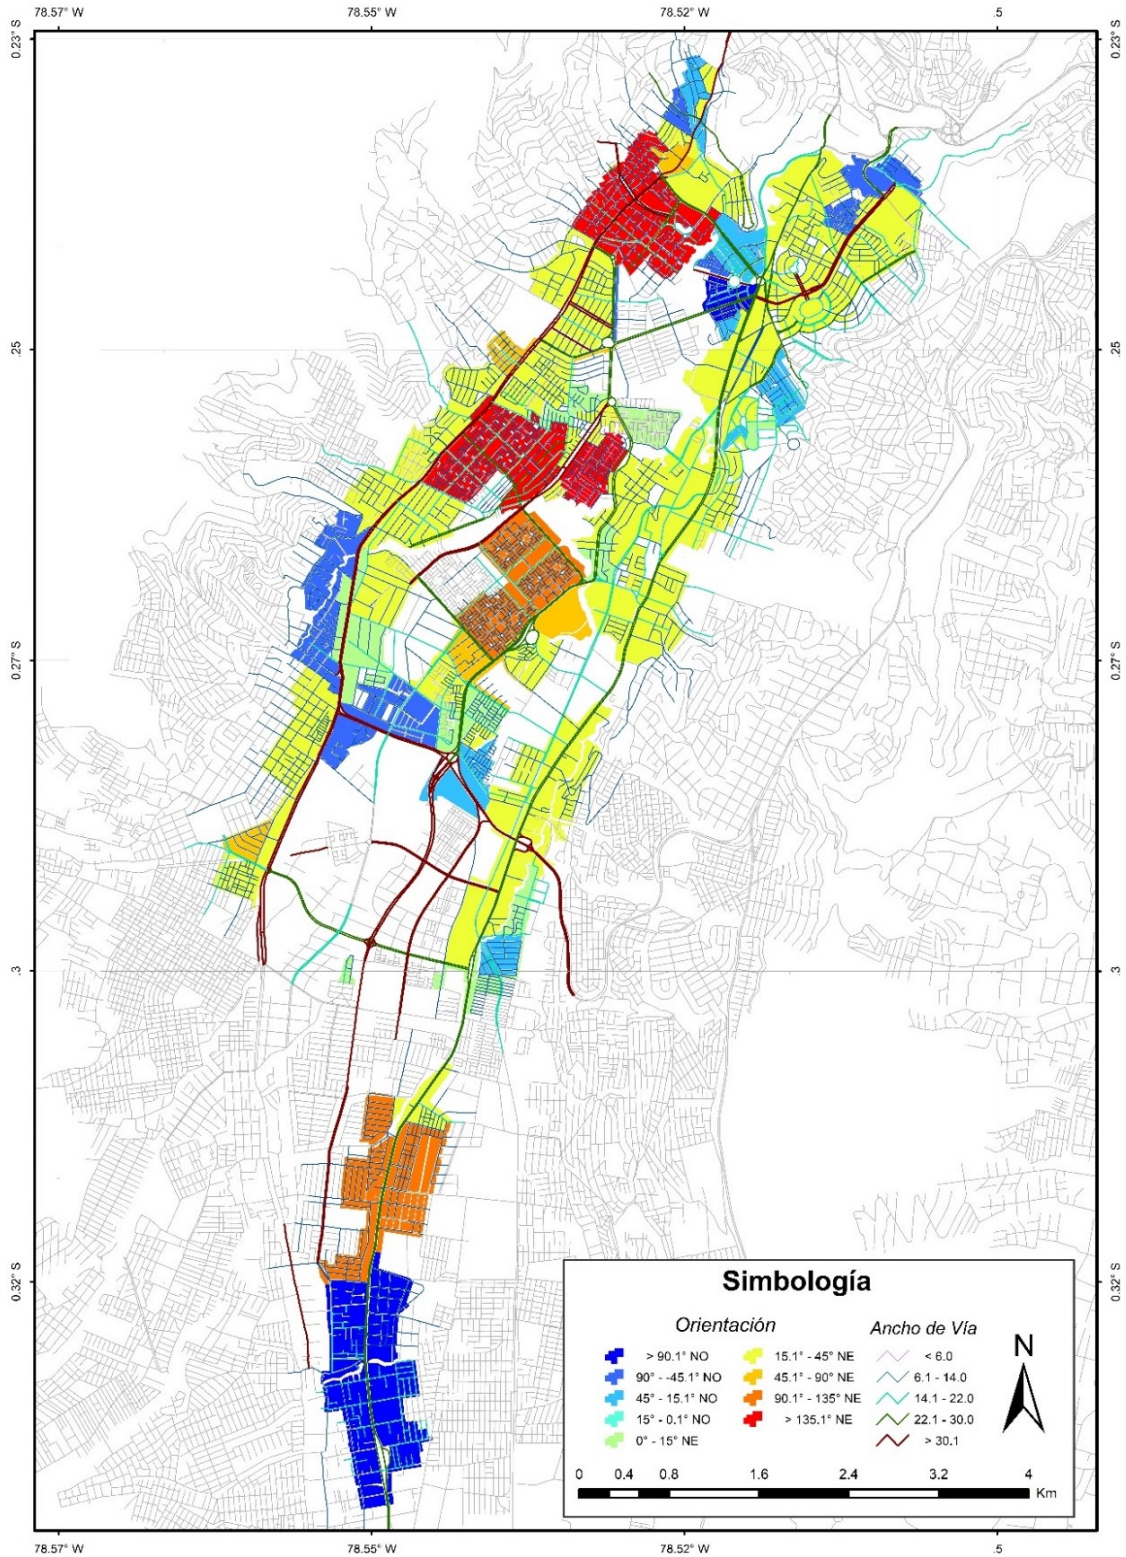 78.57° W
78.55° W
78.52° W
.5
0.23° S
0.23° S
.25
.25
0.27° S
0.27° S
.3
.3
0.32° S
0.32° S
Simbología
Orientación
> 90.1° NO
90° - -45.1° NO
45° - 15.1° NO
15° - 0.1° NO
0° - 15° NE
15.1° - 45° NE
45.1° - 90° NE
90.1° - 135° NE
> 135.1° NE
Ancho de Vía
< 6.0
6.1 - 14.0
14.1 - 22.0
22.1 - 30.0
> 30.1
N
0 0.4 0.8 1.6 2.4 3.2 4
Km
78.57° W
78.55° W
78.52° W
.5